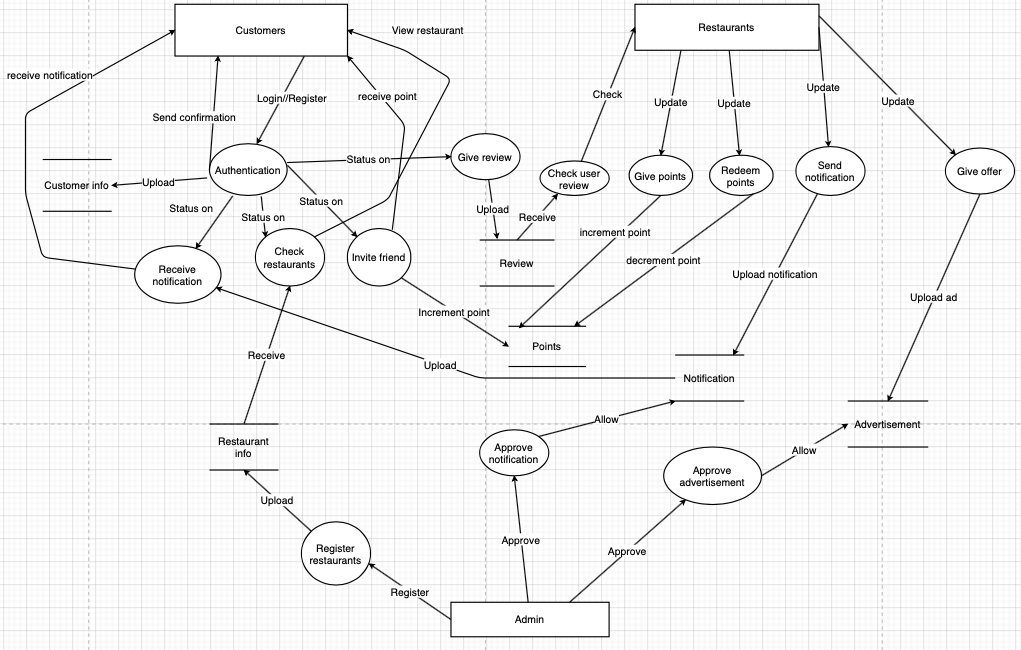 Customers
View restaurant
Restaurants
receive notification
Login//Register
receive point
Check
Update
Update
Update
Update
Send confirmation
Authentication
Status on
Give review
Check user
review
Give points
Redeem
points
Send
notification
Give offer
Customer info
Upload
Status on
Status on
Status on
Upload
Receive
increment point
Receive
notification
Check
restaurants
Invite friend
Review
decrement point
Upload notification
Upload ad
Increment point
Points
Receive
Upload
Notification
Allow
Advertisement
Restaurant
info
Approve
notification
Allow
Approve
advertisement
Upload
Register
restaurants
Approve
Approve
Register
Admin